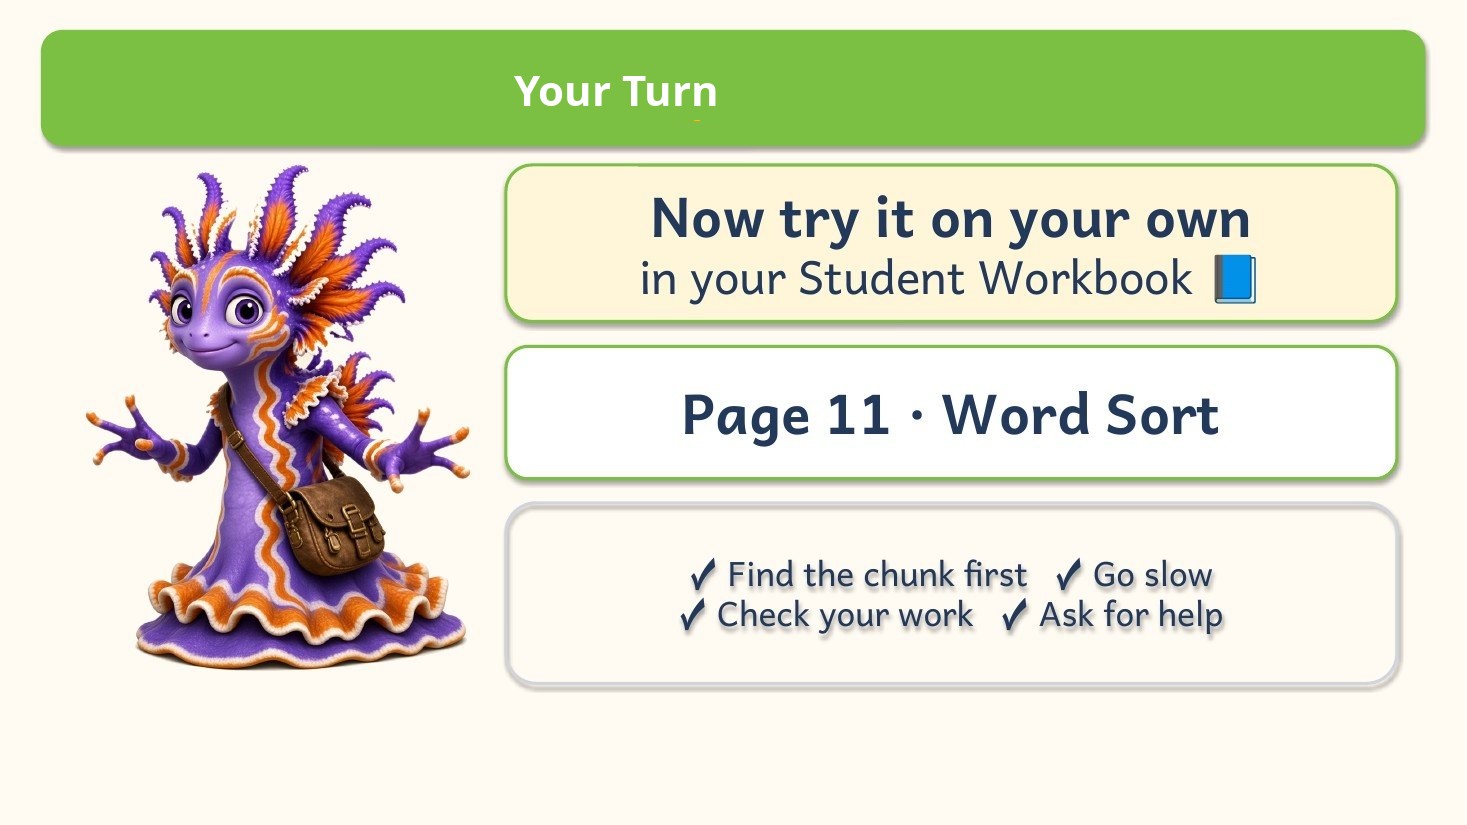 Your Turn
Now try it on your own
in your Student Workbook 📘
Page 11 · Word Sort
✓ Find the chunk first ✓ Go slow
✓ Check your work ✓ Ask for help